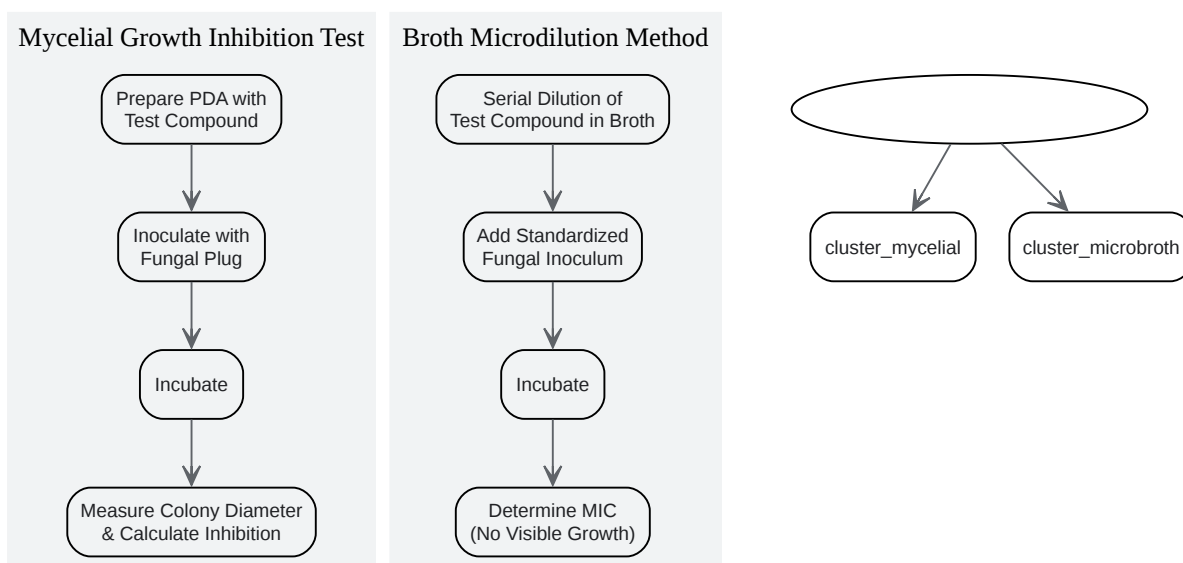 Mycelial Growth Inhibition Test
Prepare PDA with
Test Compound
Inoculate with
Fungal Plug
Incubate
Measure Colony Diameter
& Calculate Inhibition
Broth Microdilution Method
Serial Dilution of
Test Compound in Broth
Add Standardized
Fungal Inoculum
Incubate
Determine MIC
(No Visible Growth)
cluster_mycelial
cluster_microbroth